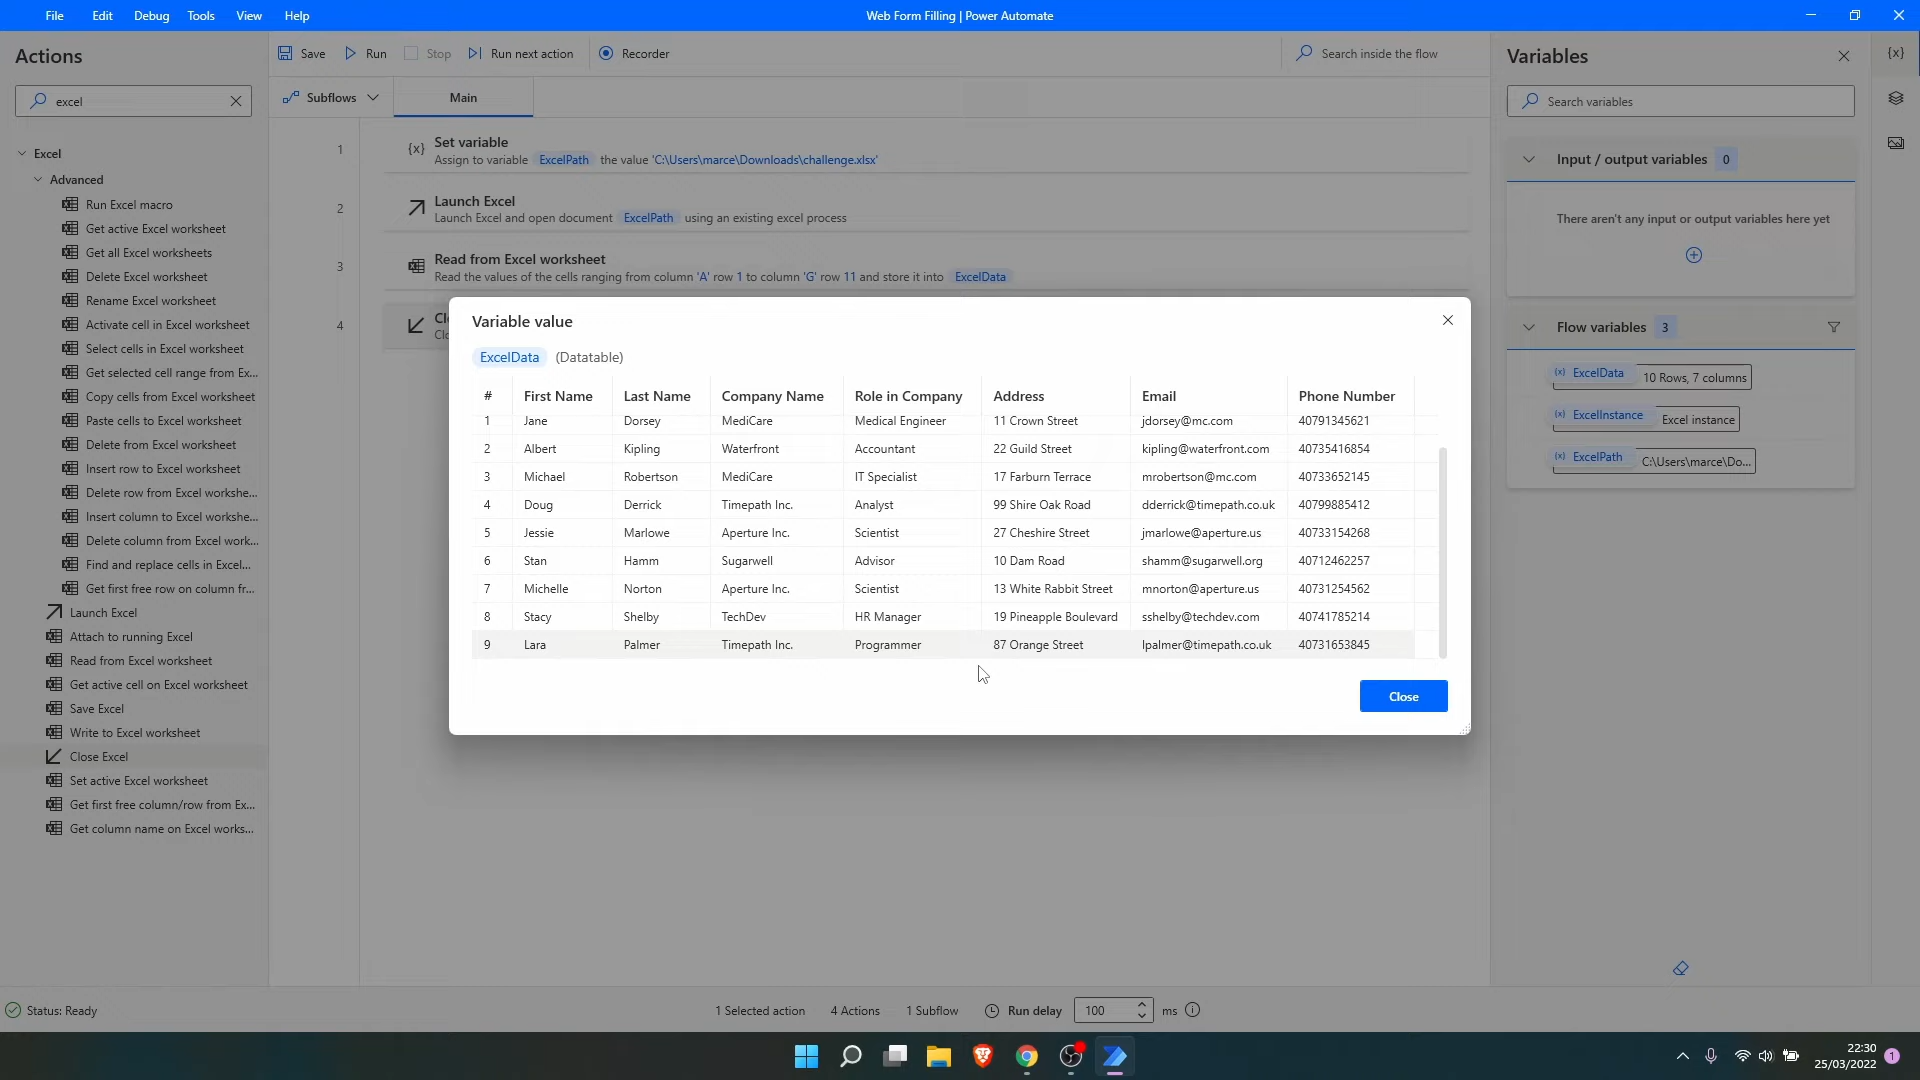 File Edit Debug Tools View Help
Web Form Filling | Power Automate
Actions
excel
Excel
Advanced
Run Excel macro
Get active Excel worksheet
Get all Excel worksheets
Delete Excel worksheet
Rename Excel worksheet
Activate cell in Excel worksheet
Select cells in Excel worksheet
Get selected cell range from Ex...
Copy cells from Excel worksheet
Paste cells to Excel worksheet
Delete from Excel worksheet
Insert row to Excel worksheet
Delete row from Excel workshe...
Insert column to Excel workshe...
Delete column from Excel work...
Find and replace cells in Excel...
Get first free row on column fr...
Launch Excel
Attach to running Excel
Read from Excel worksheet
Get active cell on Excel worksheet
Save Excel
Write to Excel worksheet
Close Excel
Set active Excel worksheet
Get first free column/row from Ex...
Get column name on Excel works...
Save Run Stop Run next action Recorder
Search inside the flow
Subflows Main
1 {x} Set variable
Assign to variable ExcelPath the value 'C:\Users\marce\Downloads\challenge.xlsx'
2 Launch Excel
Launch Excel and open document ExcelPath using an existing excel process
3 Read from Excel worksheet
Read the values of the cells ranging from column 'A' row 1 to column 'G' row 11 and store it into ExcelData
4
Variable value
ExcelData (Datatable)
# First Name Last Name Company Name Role in Company Address Email Phone Number
1 Jane Dorsey MediCare Medical Engineer 11 Crown Street jdorsey@mc.com 40791345621
2 Albert Kipling Waterfront Accountant 22 Guild Street kipling@waterfront.com 40735416854
3 Michael Robertson MediCare IT Specialist 17 Farburn Terrace mrobertson@mc.com 40733652145
4 Doug Derrick Timepath Inc. Analyst 99 Shire Oak Road dderrick@timepath.co.uk 40799885412
5 Jessie Marlowe Aperture Inc. Scientist 27 Cheshire Street jmarlowe@aperture.us 40733154268
6 Stan Hamm Sugarwell Advisor 10 Dam Road shamm@sugarwell.org 40712462257
7 Michelle Norton Aperture Inc. Scientist 13 White Rabbit Street mnorton@aperture.us 40731254562
8 Stacy Shelby TechDev HR Manager 19 Pineapple Boulevard sshelby@techdev.com 40741785214
9 Lara Palmer Timepath Inc. Programmer 87 Orange Street lpalmer@timepath.co.uk 40731653845
Close
Variables
{x}
Search variables
Input / output variables 0
There aren't any input or output variables here yet
Flow variables 3
(x) ExcelData 10 Rows, 7 columns
(x) ExcelInstance Excel instance
(x) ExcelPath C:\Users\marce\Do...
Status: Ready
1 Selected action 4 Actions 1 Subflow Run delay 100 ms
22:30
25/03/2022
1